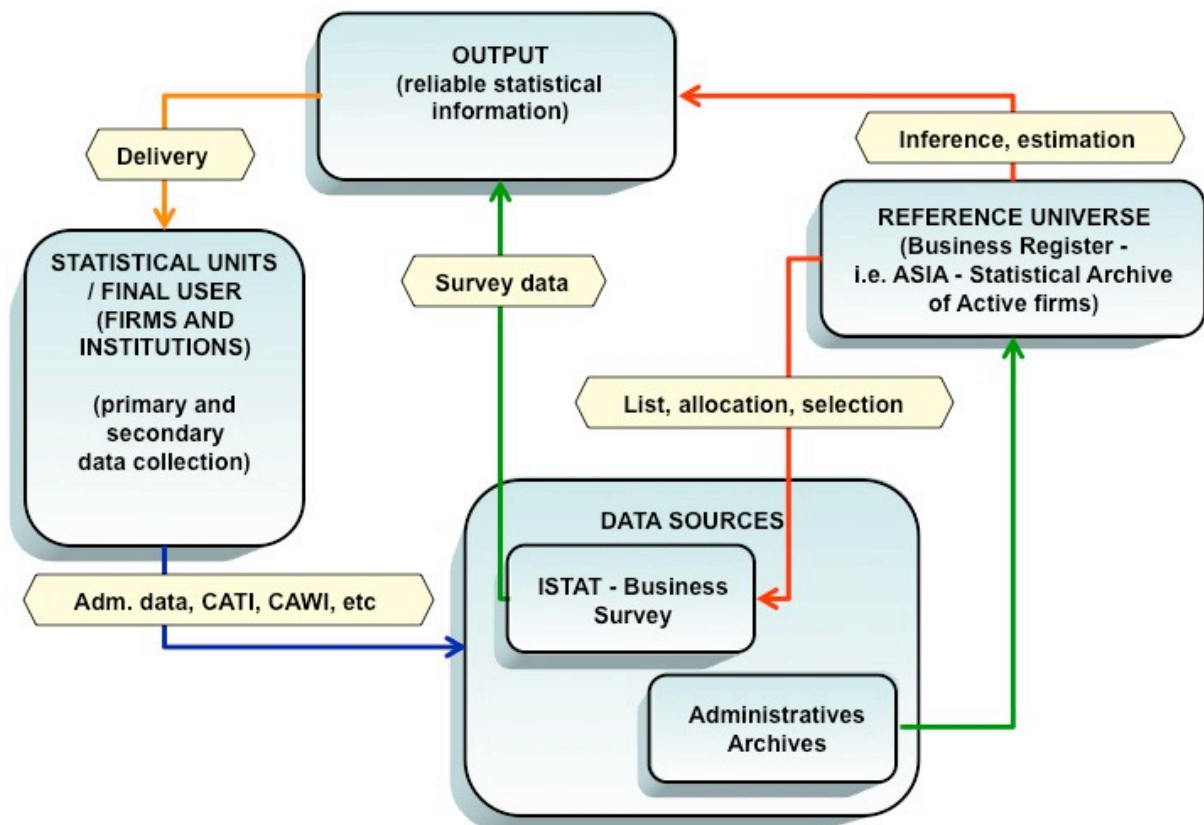 OUTPUT
(reliable statistical
information)
Delivery
Inference, estimation
STATISTICAL UNITS
/ FINAL USER
(FIRMS AND
INSTITUTIONS)
(primary and
secondary
data collection)
Survey data
REFERENCE UNIVERSE
(Business Register -
i.e. ASIA - Statistical Archive
of Active firms)
List, allocation, selection
DATA SOURCES
ISTAT - Business
Survey
Adm. data, CATI, CAWI, etc
Administratives
Archives